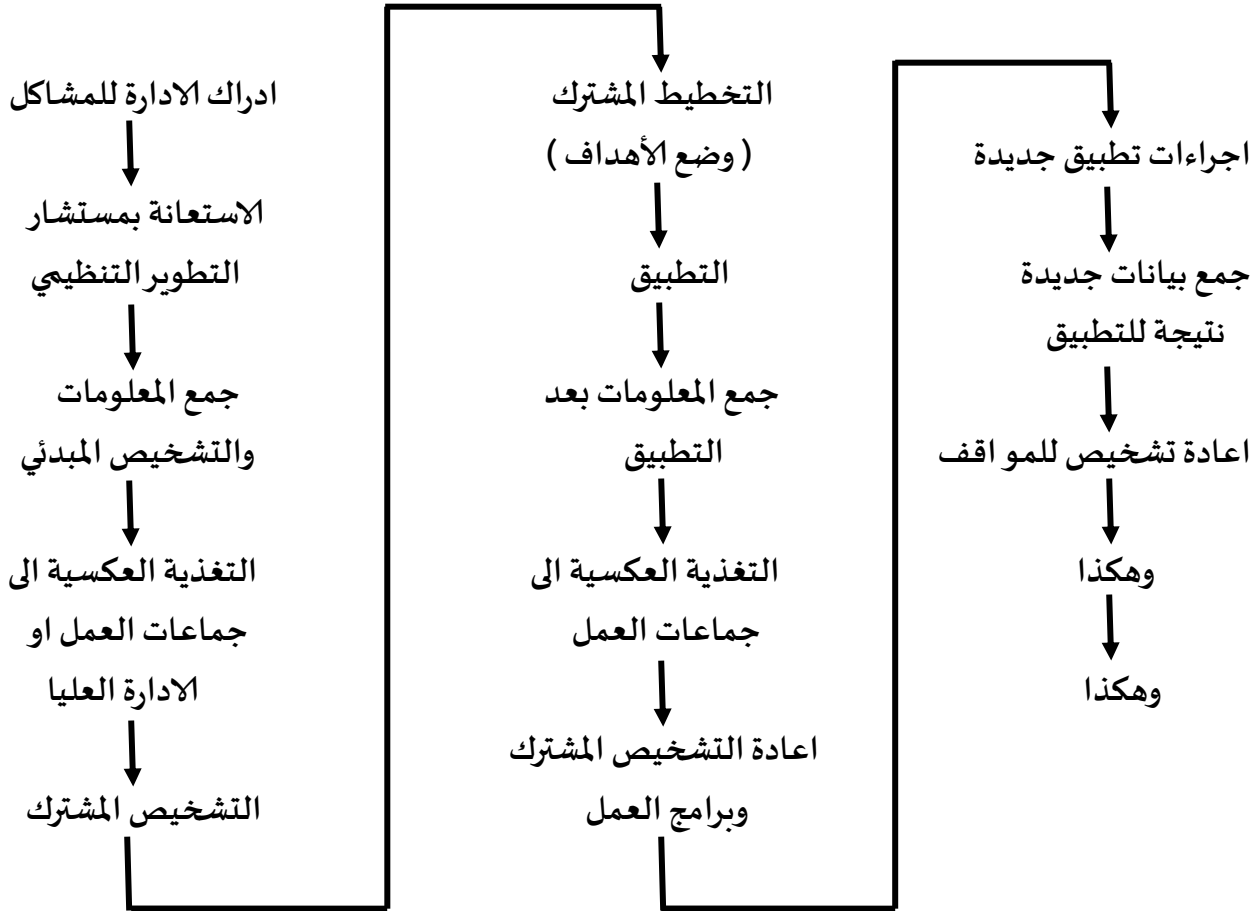 ادراك الادارة للمشاكل
الاستعانة بمستشار
التطوير التنظيمي
جمع المعلومات
والتشخيص المبدئي
التغذية العكسية الى
جماعات العمل او
الادارة العليا
التشخيص المشترك
التخطيط المشترك
( وضع الأهداف )
التطبيق
جمع المعلومات بعد
التطبيق
التغذية العكسية الى
جماعات العمل
اعادة التشخيص المشترك
وبرامج العمل
اجراءات تطبيق جديدة
جمع بيانات جديدة
نتيجة للتطبيق
اعادة تشخيص للمو اقف
وهكذا
وهكذا